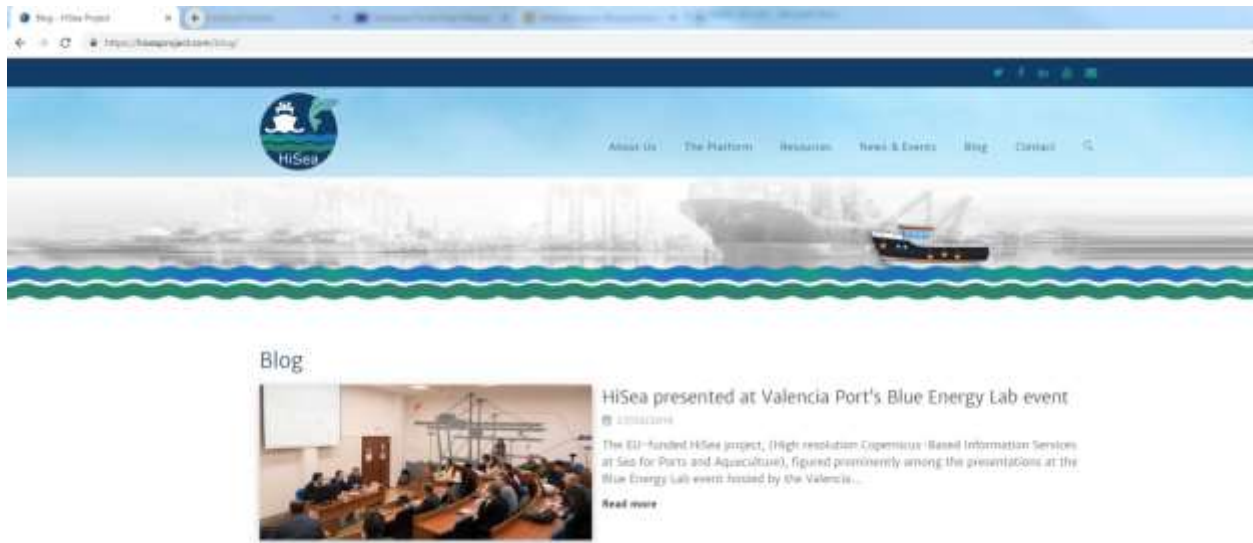 Blog - HiSea Project
https://hiseaproject.com/blog/
HiSea
About Us The Platform Resources News & Events Blog Contact
Blog
HiSea presented at Valencia Port's Blue Energy Lab event
The EU-funded HiSea project, (High resolution Copernicus-Based Information Services
at Sea for Ports and Aquaculture), figured prominently among the presentations at the
Blue Energy Lab event hosted by the Valencia...
Read more